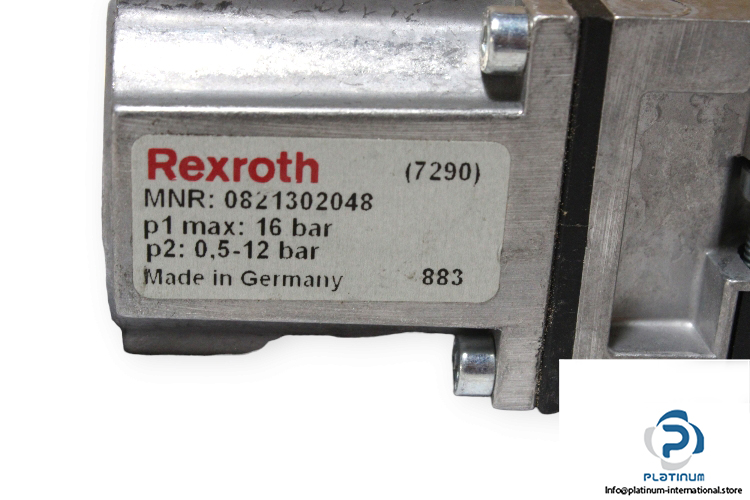 Rexroth (7290)
MNR: 0821302048
p1 max: 16 bar
p2: 0,5-12 bar
Made in Germany 883
PLATINUM
Info@platinum-international.store